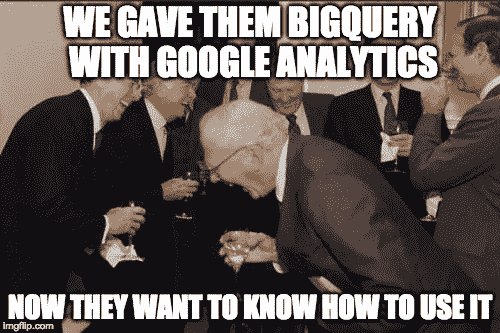 WE GAVE THEM BIGQUERY
WITH GOOGLE ANALYTICS
NOW THEY WANT TO KNOW HOW TO USE IT
imgflip.com